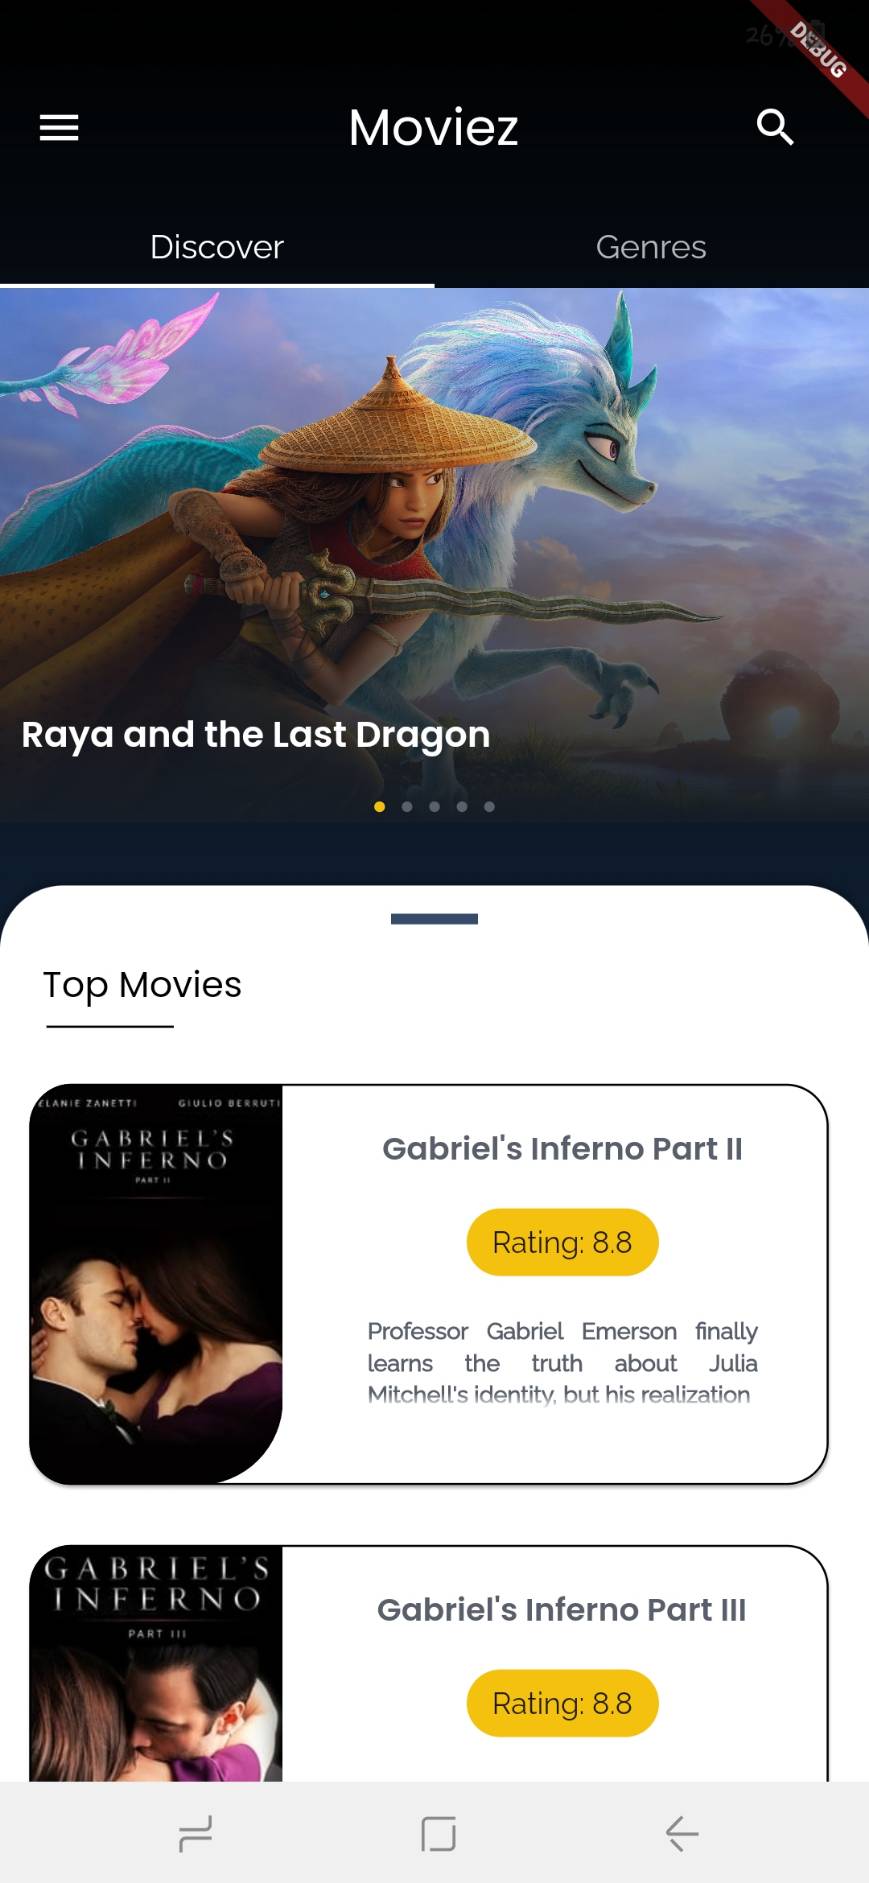 26%
DEBUG
Moviez
Discover
Genres
Raya and the Last Dragon
Top Movies
ELANIE ZANETTI GIULIO BERRUTI
GABRIEL'S
INFERNO
PART II
Gabriel's Inferno Part II
Rating: 8.8
Professor Gabriel Emerson finally
learns the truth about Julia
Mitchell's identity, but his realization
GABRIEL'S
INFERNO
PART III
Gabriel's Inferno Part III
Rating: 8.8